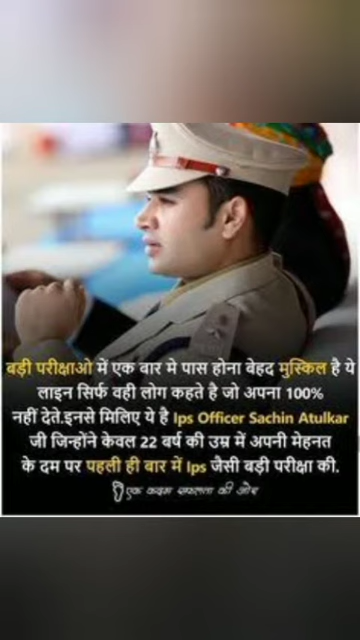 बड़ी परीक्षाओ में एक बार मे पास होना बेहद मुस्किल है ये
लाइन सिर्फ वही लोग कहते है जो अपना 100%
नहीं देते.इनसे मिलिए ये है Ips Officer Sachin Atulkar
जी जिन्होंने केवल 22 बर्ष की उम्र में अपनी मेहनत
के दम पर पहली ही बार में Ips जैसी बड़ी परीक्षा की.
एक कदम सफलता की ओर